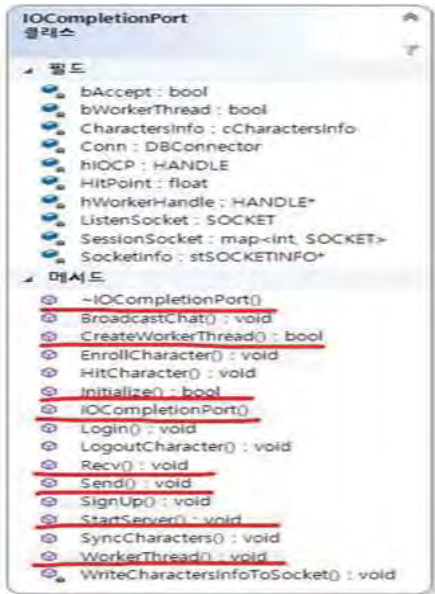 IOCompletionPort
클래스
필드
bAccept : bool
bWorkerThread : bool
CharactersInfo : cCharactersInfo
Conn : DBConnector
hIOCP : HANDLE
HitPoint : float
hWorkerHandle : HANDLE*
ListenSocket : SOCKET
SessionSocket : map<int, SOCKET>
SocketInfo : stSOCKETINFO*
메서드
~IOCompletionPort()
BroadcastChat() : void
CreateWorkerThread() : bool
EnrollCharacter() : void
HitCharacter() : void
Initialize() : bool
IOCompletionPort()
Login() : void
LogoutCharacter() : void
Recv() : void
Send() : void
SignUp() : void
StartServer() : void
SyncCharacters() : void
WorkerThread() : void
WriteCharactersInfoToSocket() : void